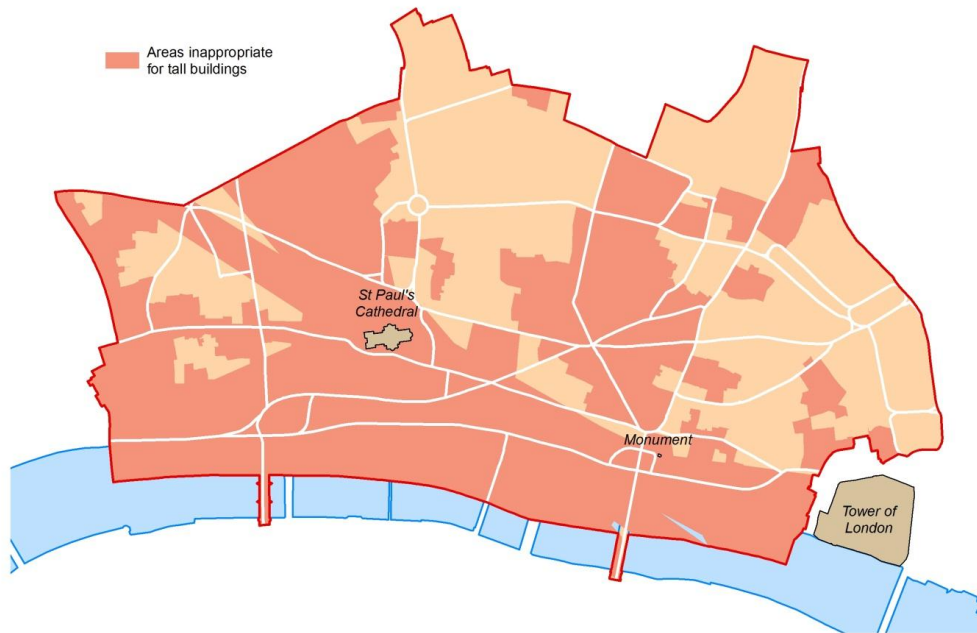 Areas inappropriate
for tall buildings
St Paul's
Cathedral
Monument
Tower of
London